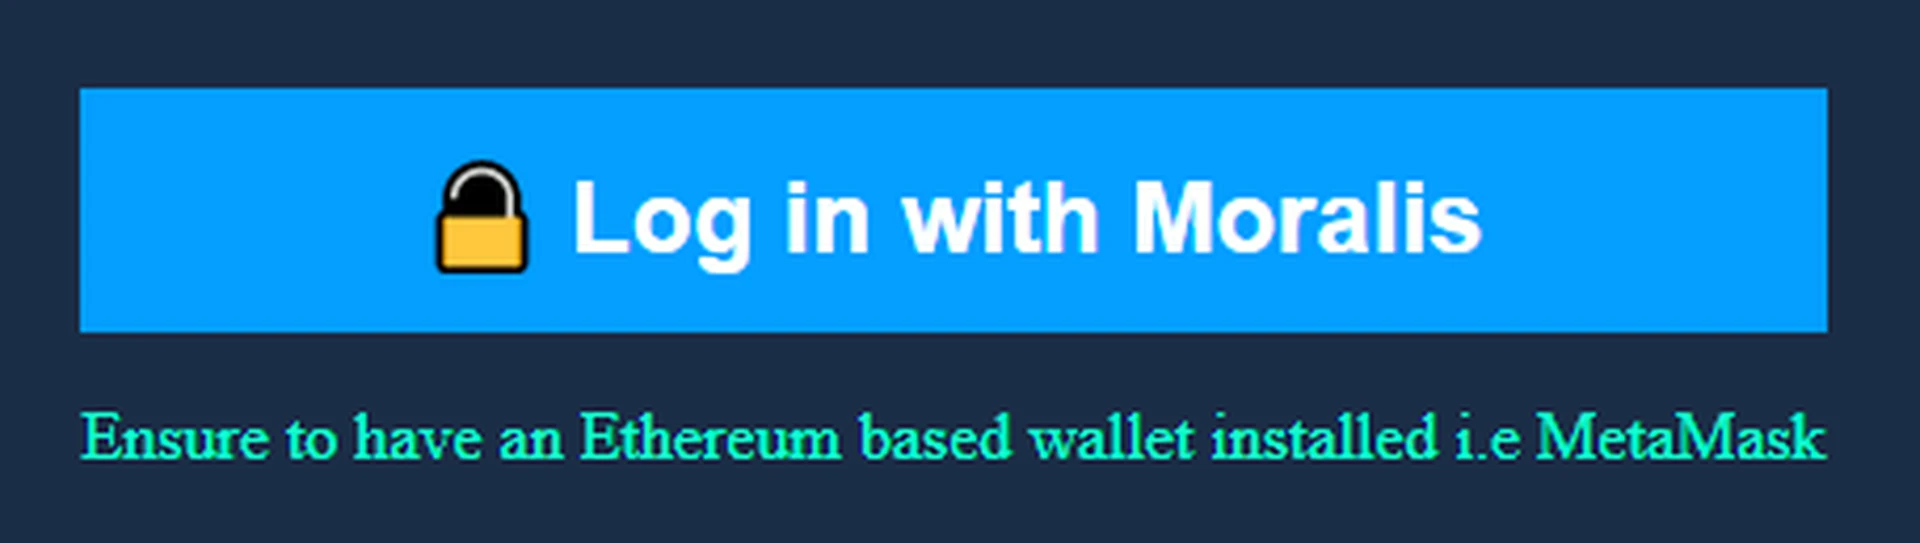 Log in with Moralis
Ensure to have an Ethereum based wallet installed i.e MetaMask